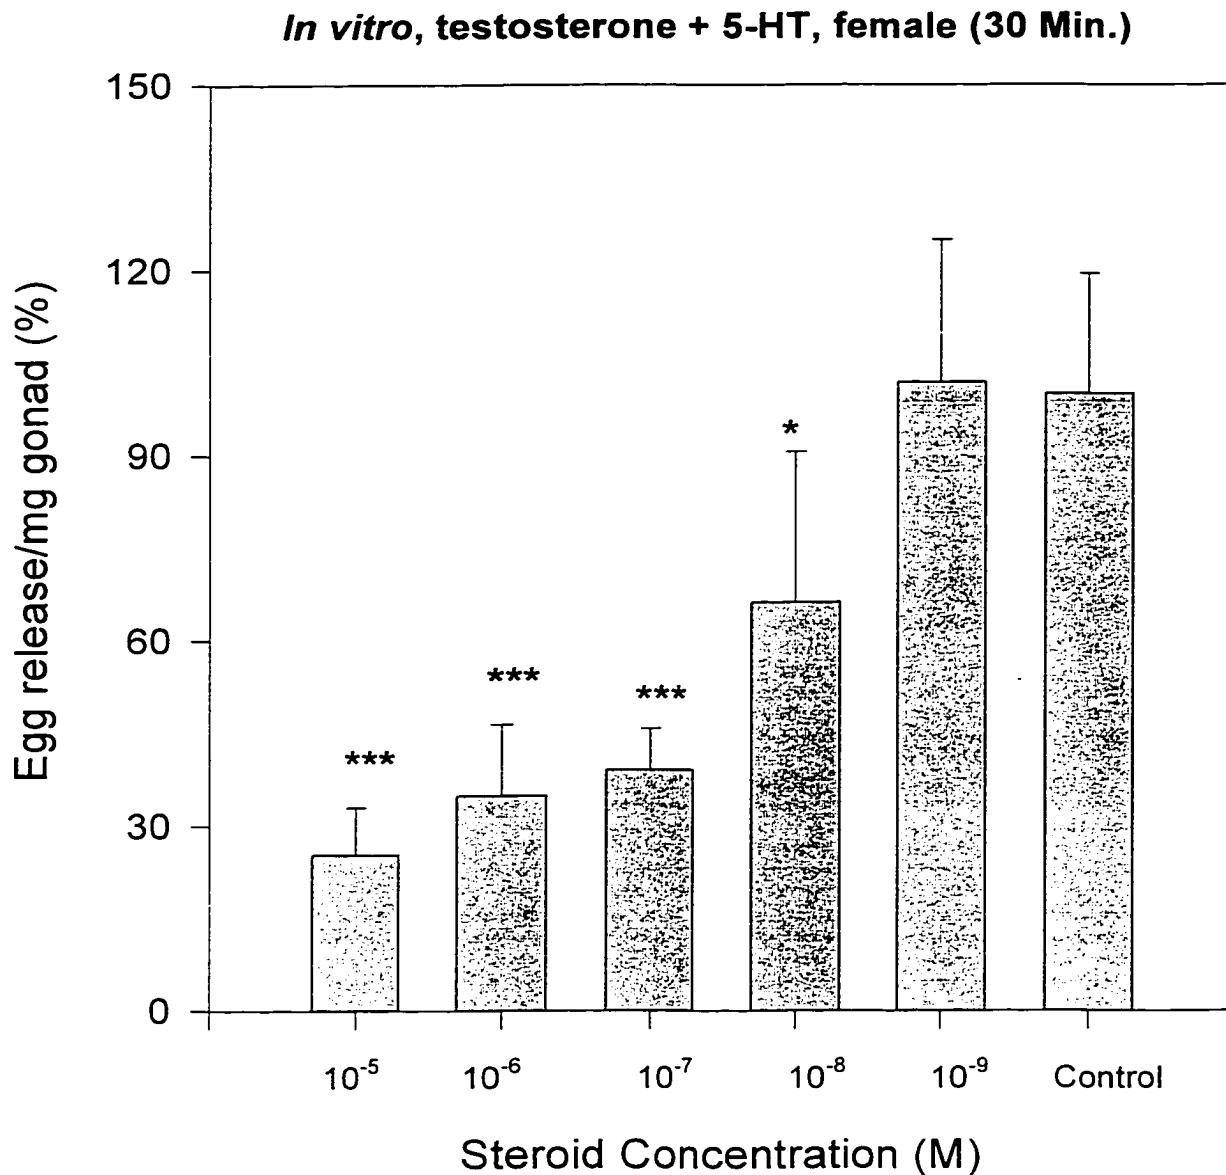 In vitro, testosterone + 5-HT, female (30 Min.)
150
120
90
60
30
0
Egg release/mg gonad (%)
***
***
***
*
10⁻⁵ 10⁻⁶ 10⁻⁷ 10⁻⁸ 10⁻⁹ Control
Steroid Concentration (M)